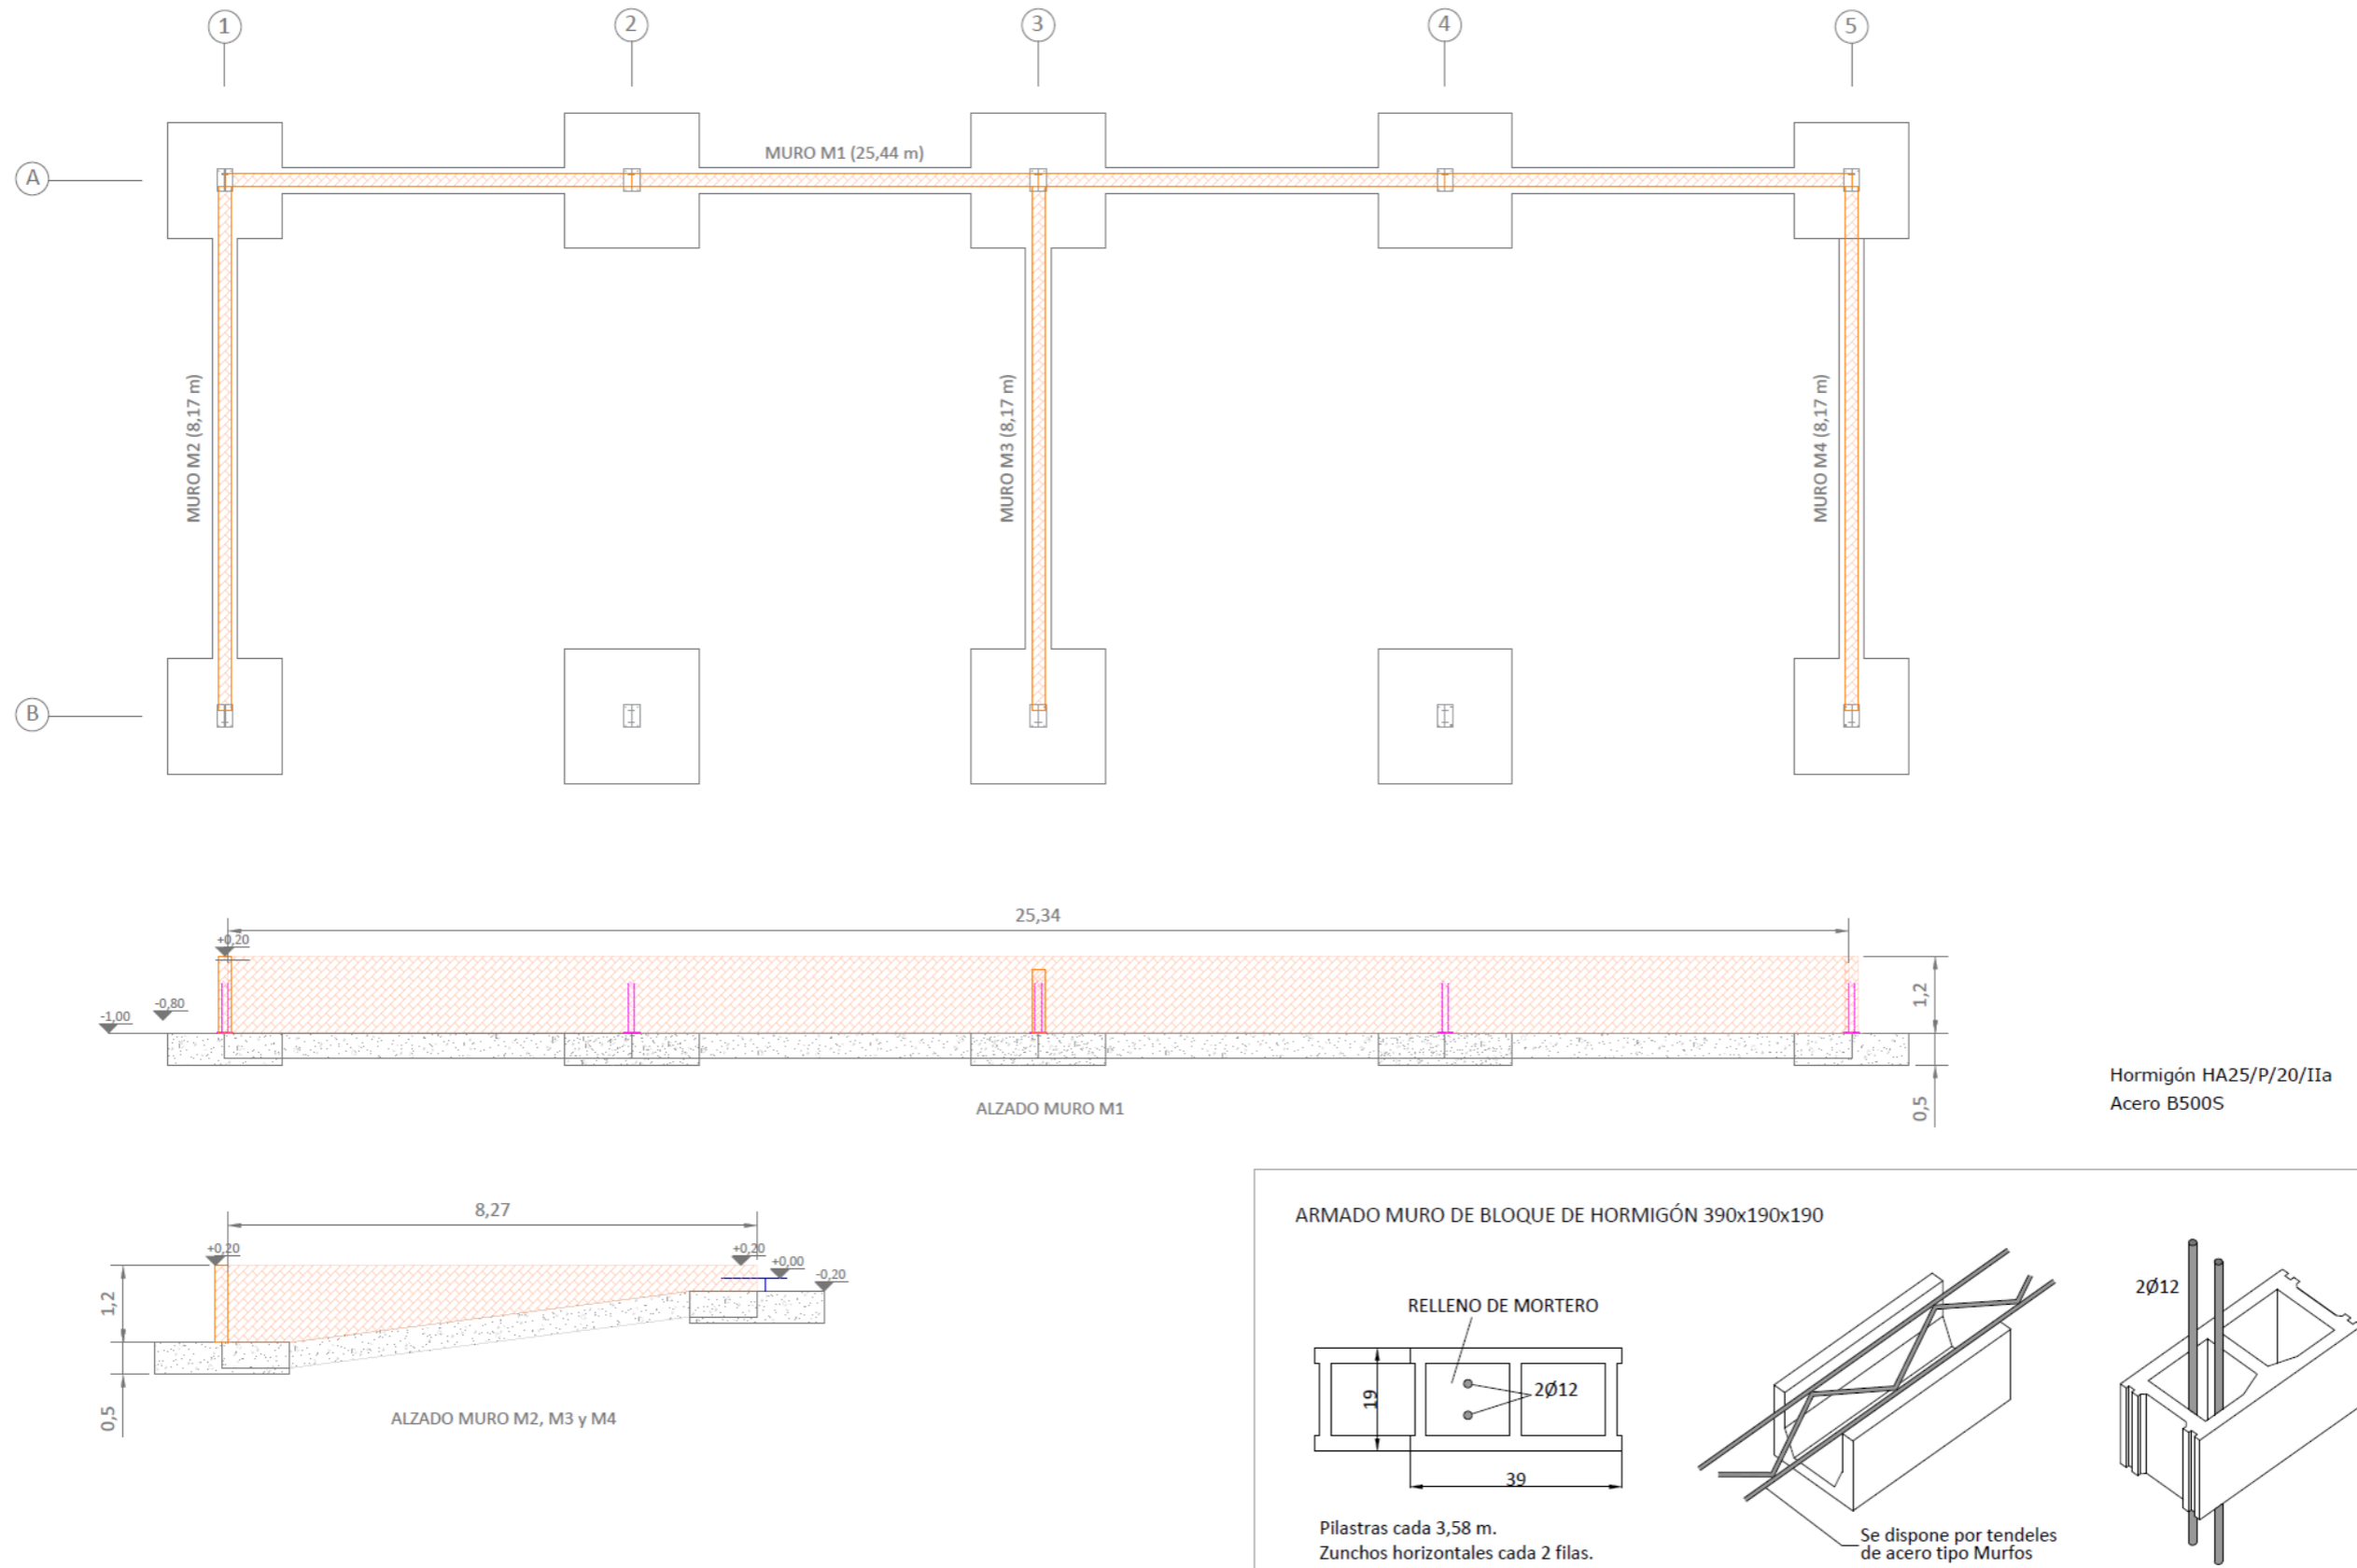 1
2
3
4
5
A
MURO M1 (25,44 m)
MURO M2 (8,17 m)
MURO M3 (8,17 m)
MURO M4 (8,17 m)
B
25,34
+0,20
-0,80
-1,00
1,2
0,5
ALZADO MURO M1
Hormigón HA25/P/20/IIa
Acero B500S
8,27
+0,20
+0,20
+0,00
-0,20
1,2
0,5
ALZADO MURO M2, M3 y M4
ARMADO MURO DE BLOQUE DE HORMIGÓN 390x190x190
RELLENO DE MORTERO
19
2Ø12
39
2Ø12
Pilastras cada 3,58 m.
Zunchos horizontales cada 2 filas.
Se dispone por tendeles
de acero tipo Murfos